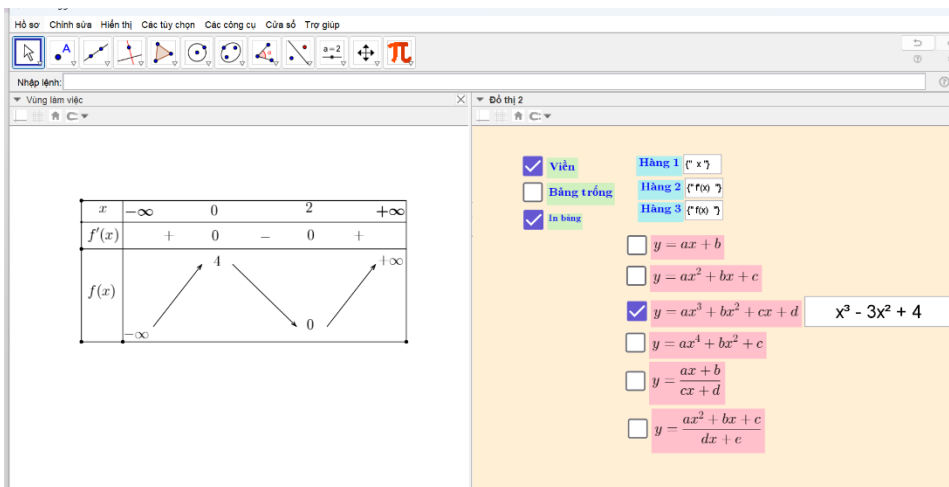 Hồ sơ Chỉnh sửa Hiển thị Các tùy chọn Các công cụ Cửa sổ Trợ giúp
A a=2 π
Nhập lệnh:
Vùng làm việc
Đồ thị 2
x −∞ 0 2 +∞
f′(x) + 0 − 0 +
4 +∞
f(x)
−∞ 0
Viền
Bảng trống
In bảng
Hàng 1 {" x "}
Hàng 2 {" f'(x) "}
Hàng 3 {" f(x) "}
y = ax + b
y = ax² + bx + c
y = ax³ + bx² + cx + d x³ - 3x² + 4
y = ax⁴ + bx² + c
y = (ax + b)/(cx + d)
y = (ax² + bx + c)/(dx + e)